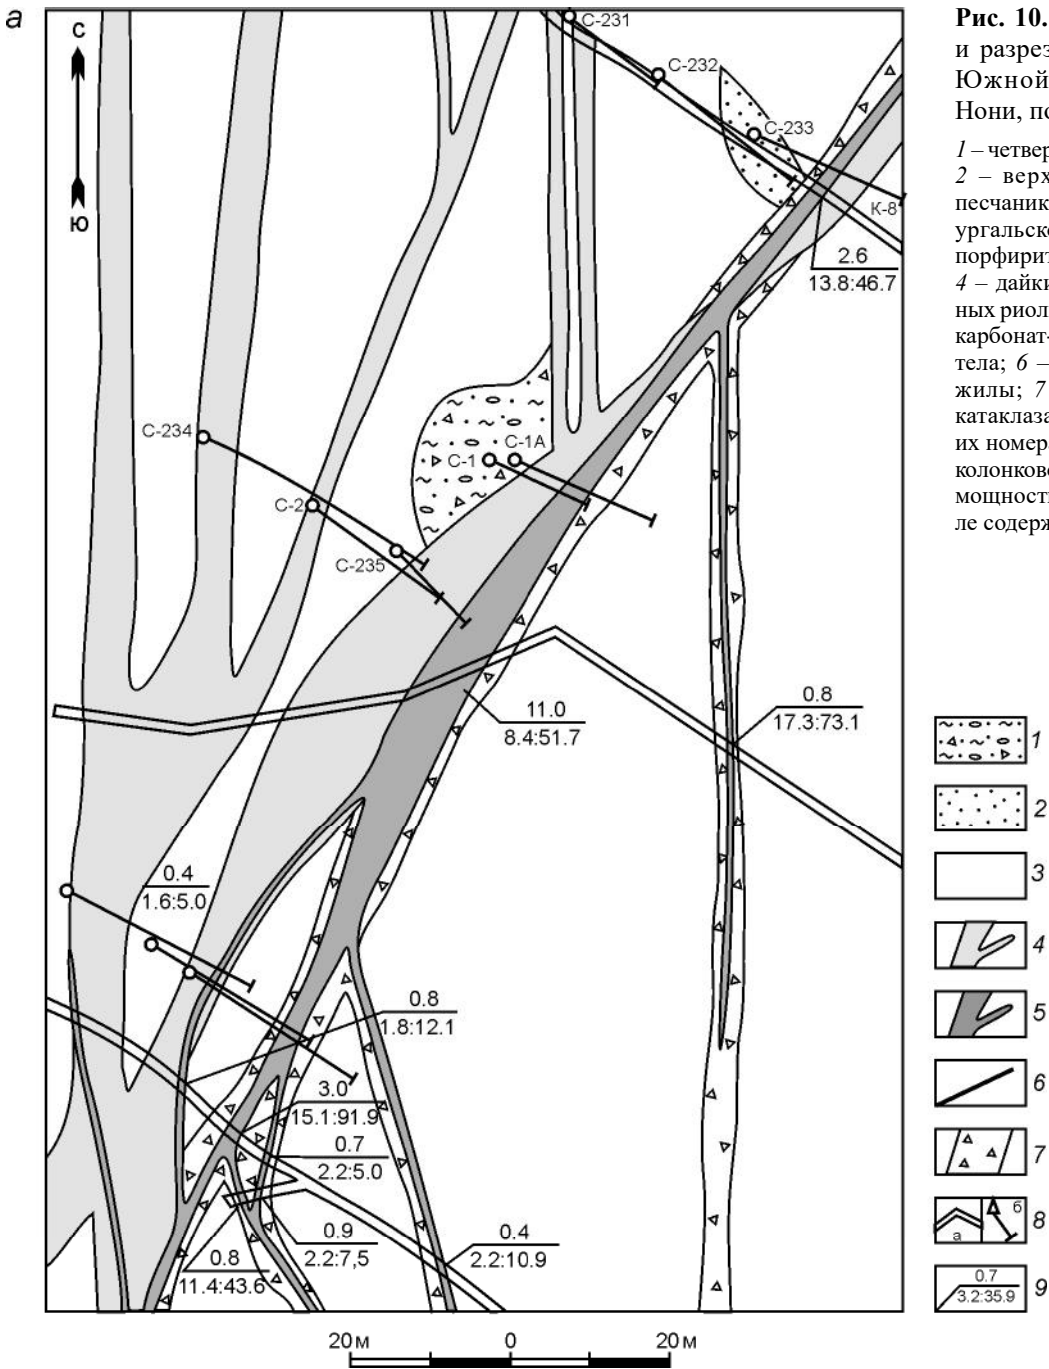 а
С
Ю
С-231
С-232
С-233
К-8
2.6
13.8:46.7
С-234
С-1А
С-1
С-2
С-235
11.0
8.4:51.7
0.8
17.3:73.1
0.4
1.6:5.0
0.8
1.8:12.1
3.0
15.1:91.9
0.7
2.2:5.0
0.9
2.2:7,5
0.4
2.2:10.9
0.8
11.4:43.6
20 м 0 20 м
Рис. 10.
и разрез
Южной
Нони, по
1 – четвер
2 – верх
песчаник
ургальско
порфирит
4 – дайки
ных риол
карбонат-
тела; 6 –
жилы; 7
катаклаза
их номера
колонково
мощность
ле содерж
1
2
3
4
5
6
7
а б 8
0.7
3.2:35.9 9